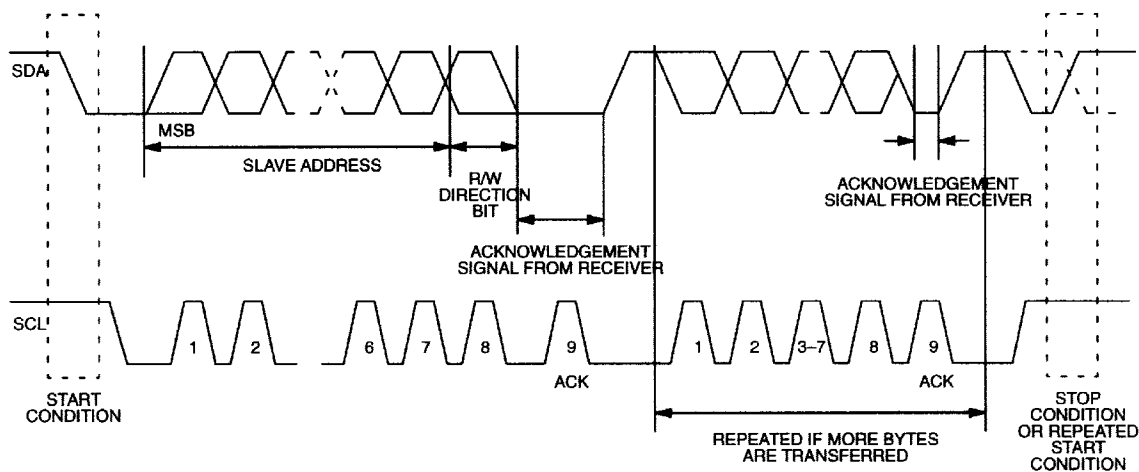 SDA
MSB
SLAVE ADDRESS
R/W
DIRECTION
BIT
ACKNOWLEDGEMENT
SIGNAL FROM RECEIVER
ACKNOWLEDGEMENT
SIGNAL FROM RECEIVER
SCL
1
2
6
7
8
9
1
2
3–7
8
9
ACK
ACK
START
CONDITION
REPEATED IF MORE BYTES
ARE TRANSFERRED
STOP
CONDITION
OR REPEATED
START
CONDITION